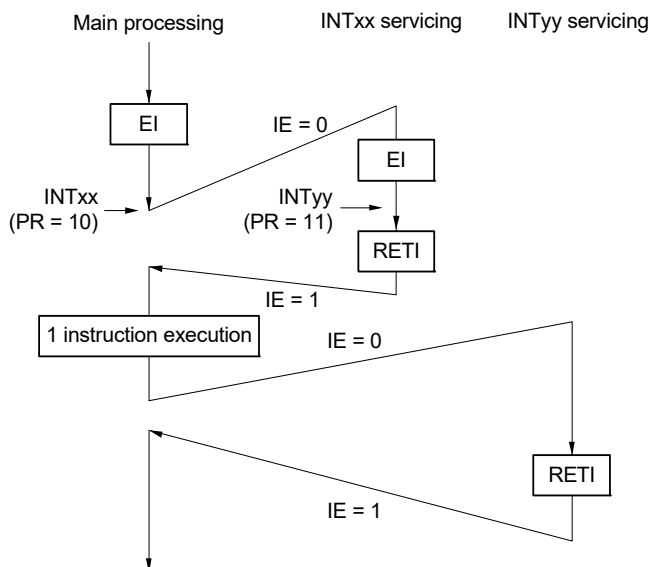 Main processing
INTxx servicing
INTyy servicing
EI
IE = 0
EI
INTxx
(PR = 10)
INTyy
(PR = 11)
RETI
IE = 1
1 instruction execution
IE = 0
RETI
IE = 1